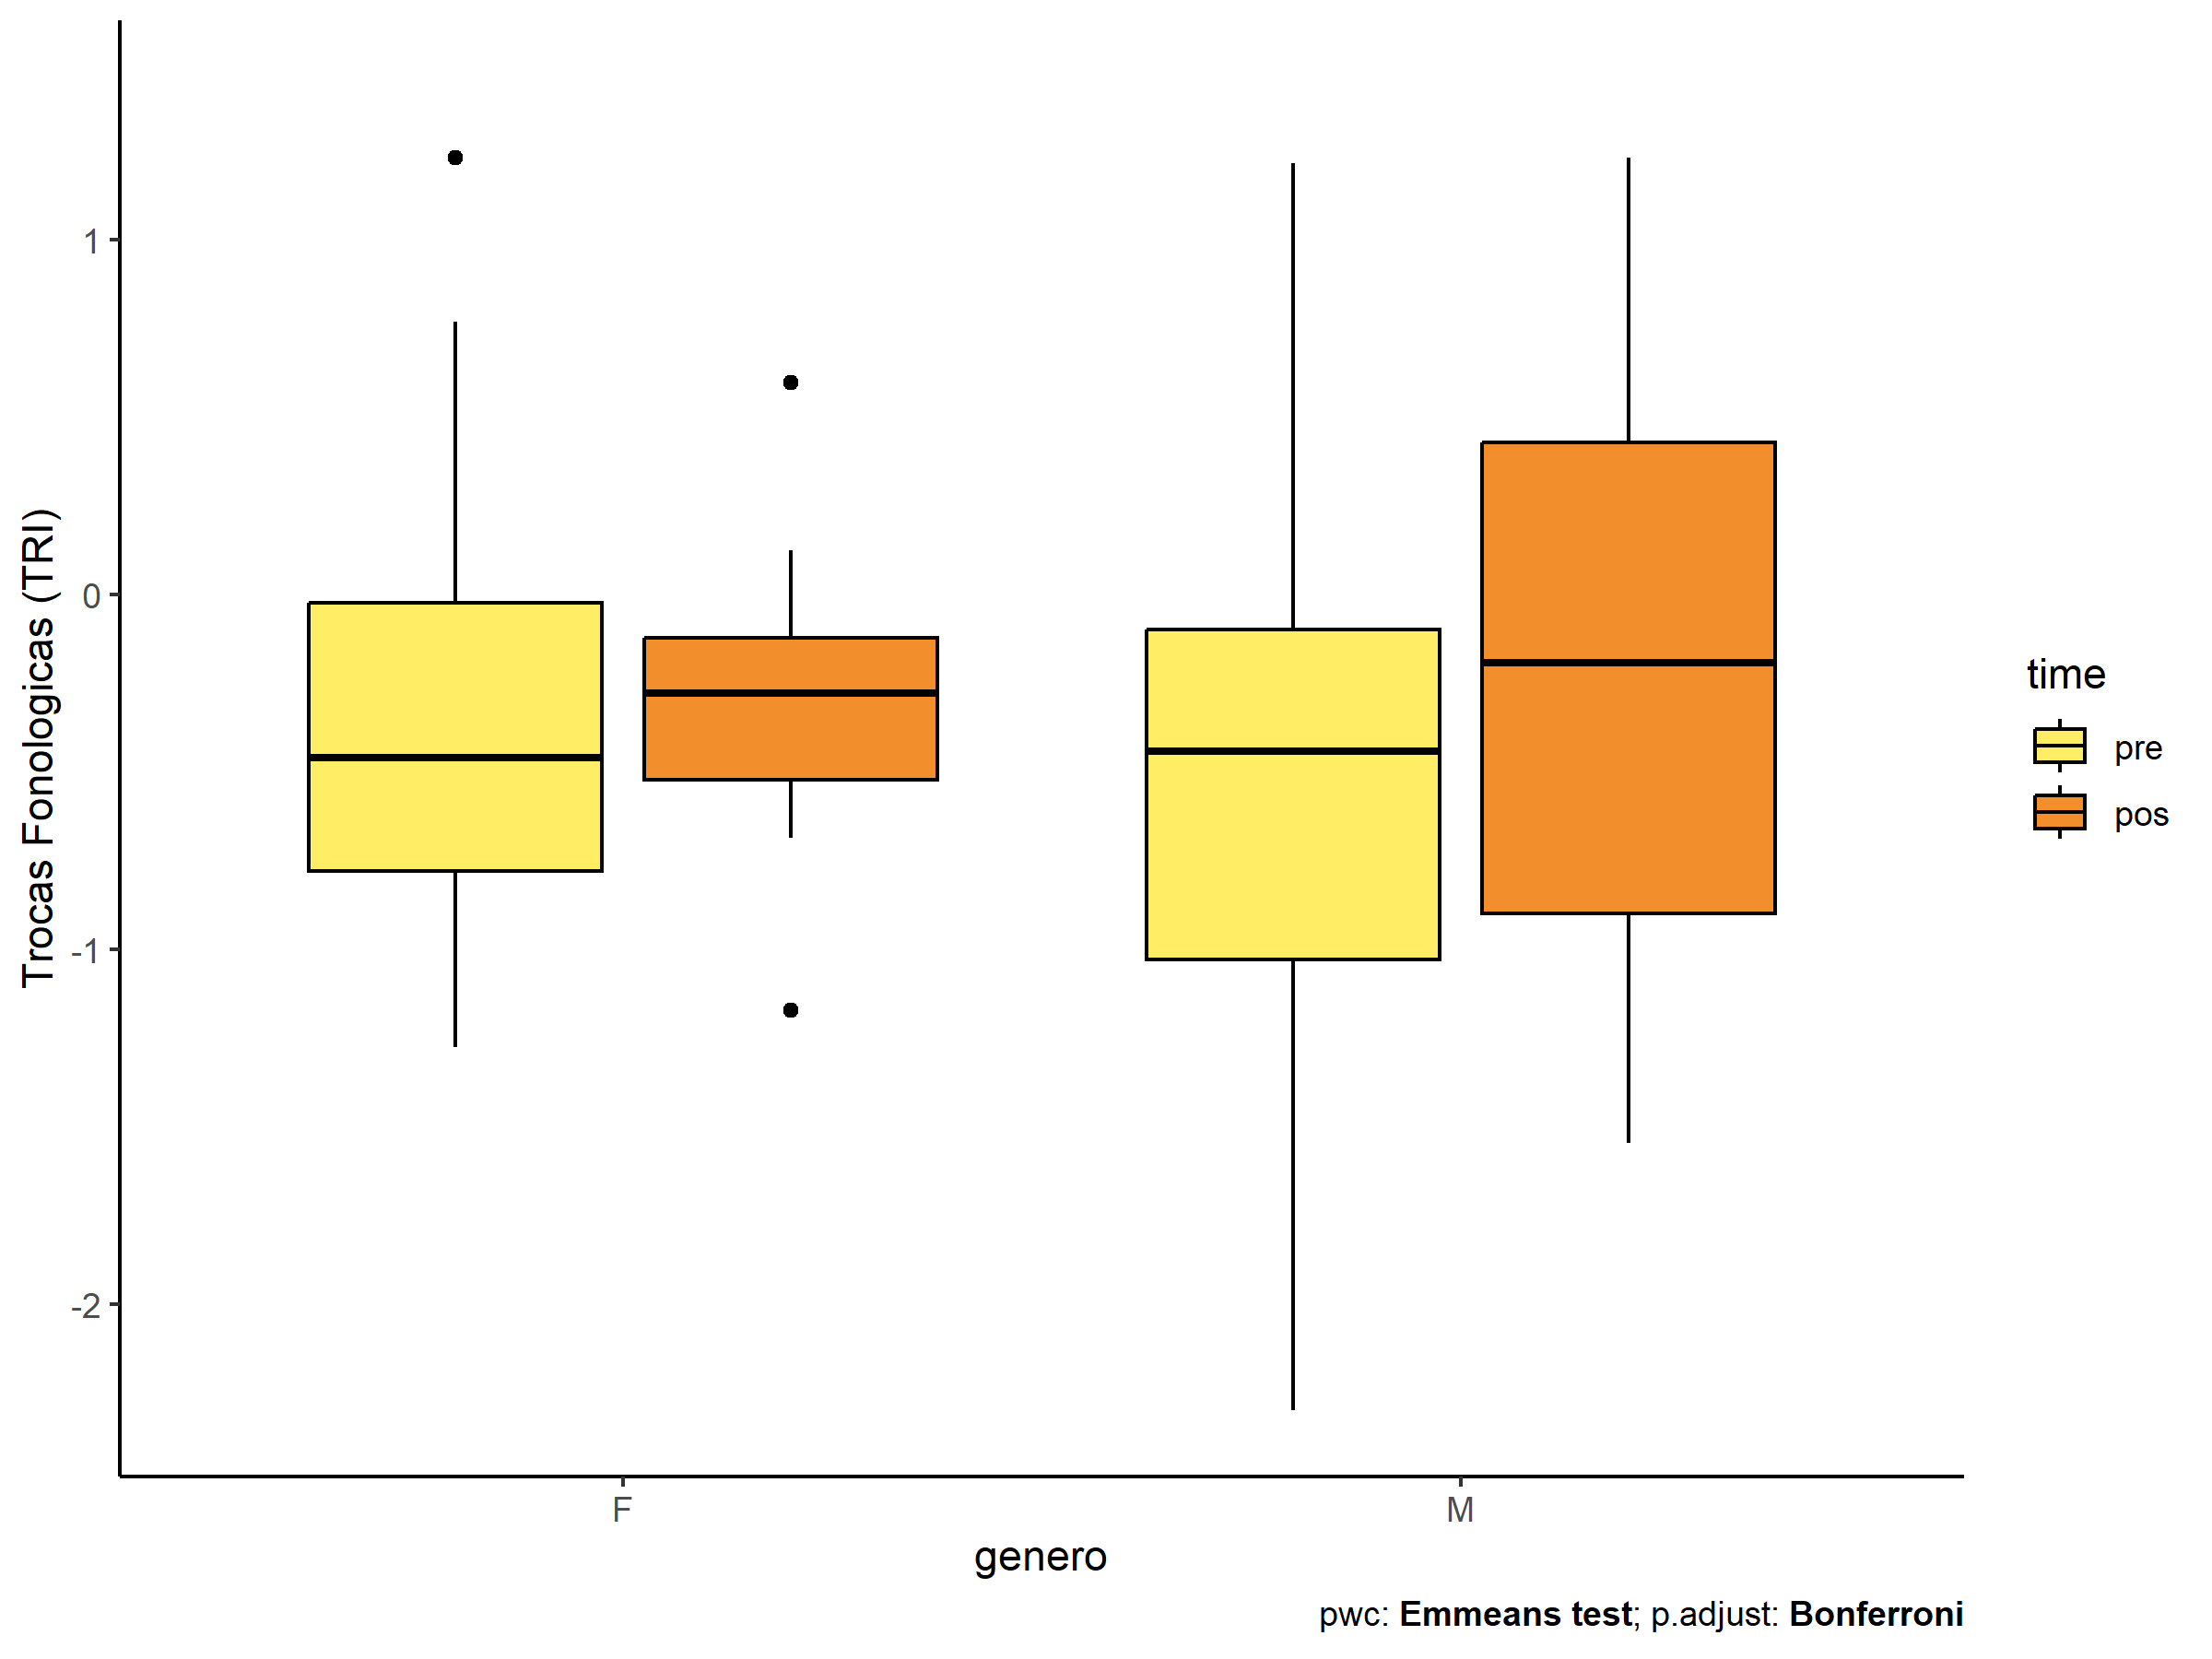 Trocas Fonologicas (TRI)
1
0
-1
-2
F
M
genero
time
pre
pos
pwc: Emmeans test; p.adjust: Bonferroni